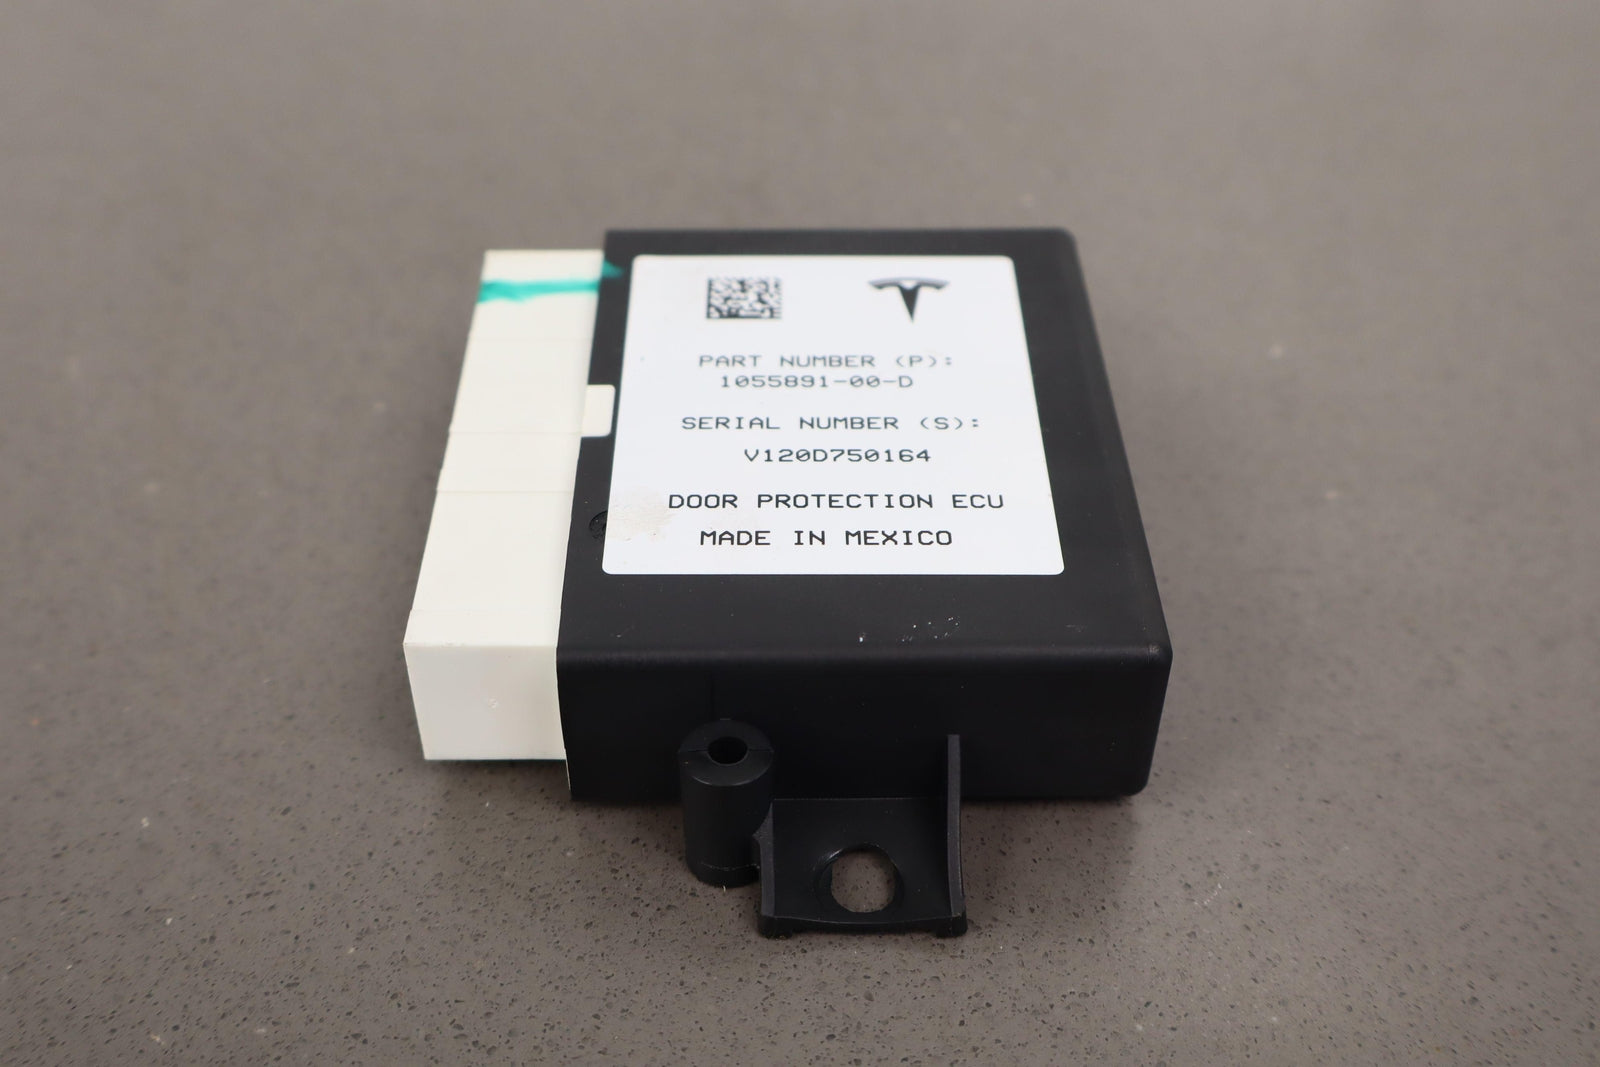 PART NUMBER (P):
1055891-00-D
SERIAL NUMBER (S):
V120D750164
DOOR PROTECTION ECU
MADE IN MEXICO